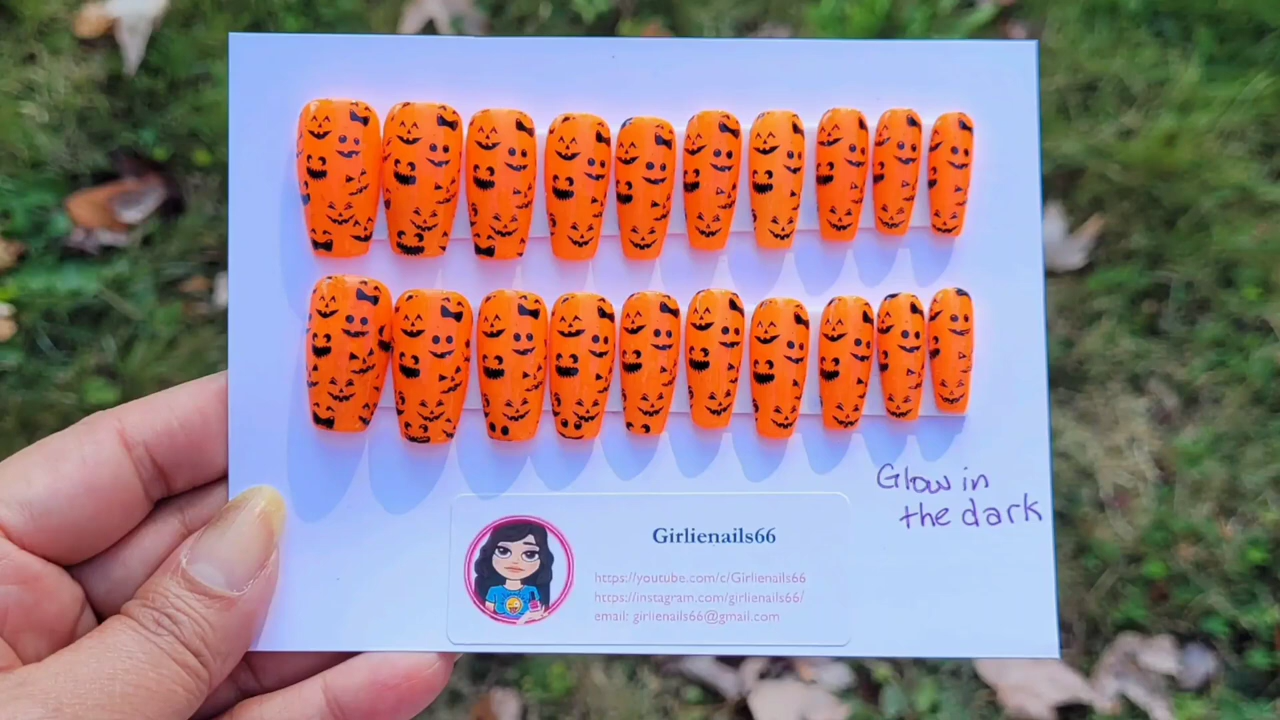 Glow in
the dark
Girlienails66
https://youtube.com/c/Girlienails66
https://instagram.com/girlienails66/
email: girlienails66@gmail.com